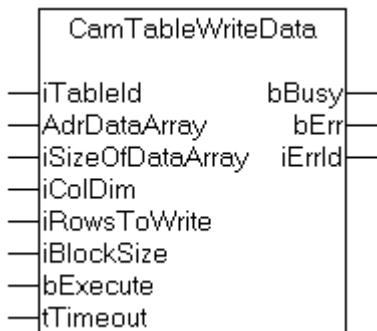 CamTableWriteData
iTableId bBusy
AdrDataArray bErr
iSizeOfDataArray iErrId
iColDim
iRowsToWrite
iBlockSize
bExecute
tTimeout